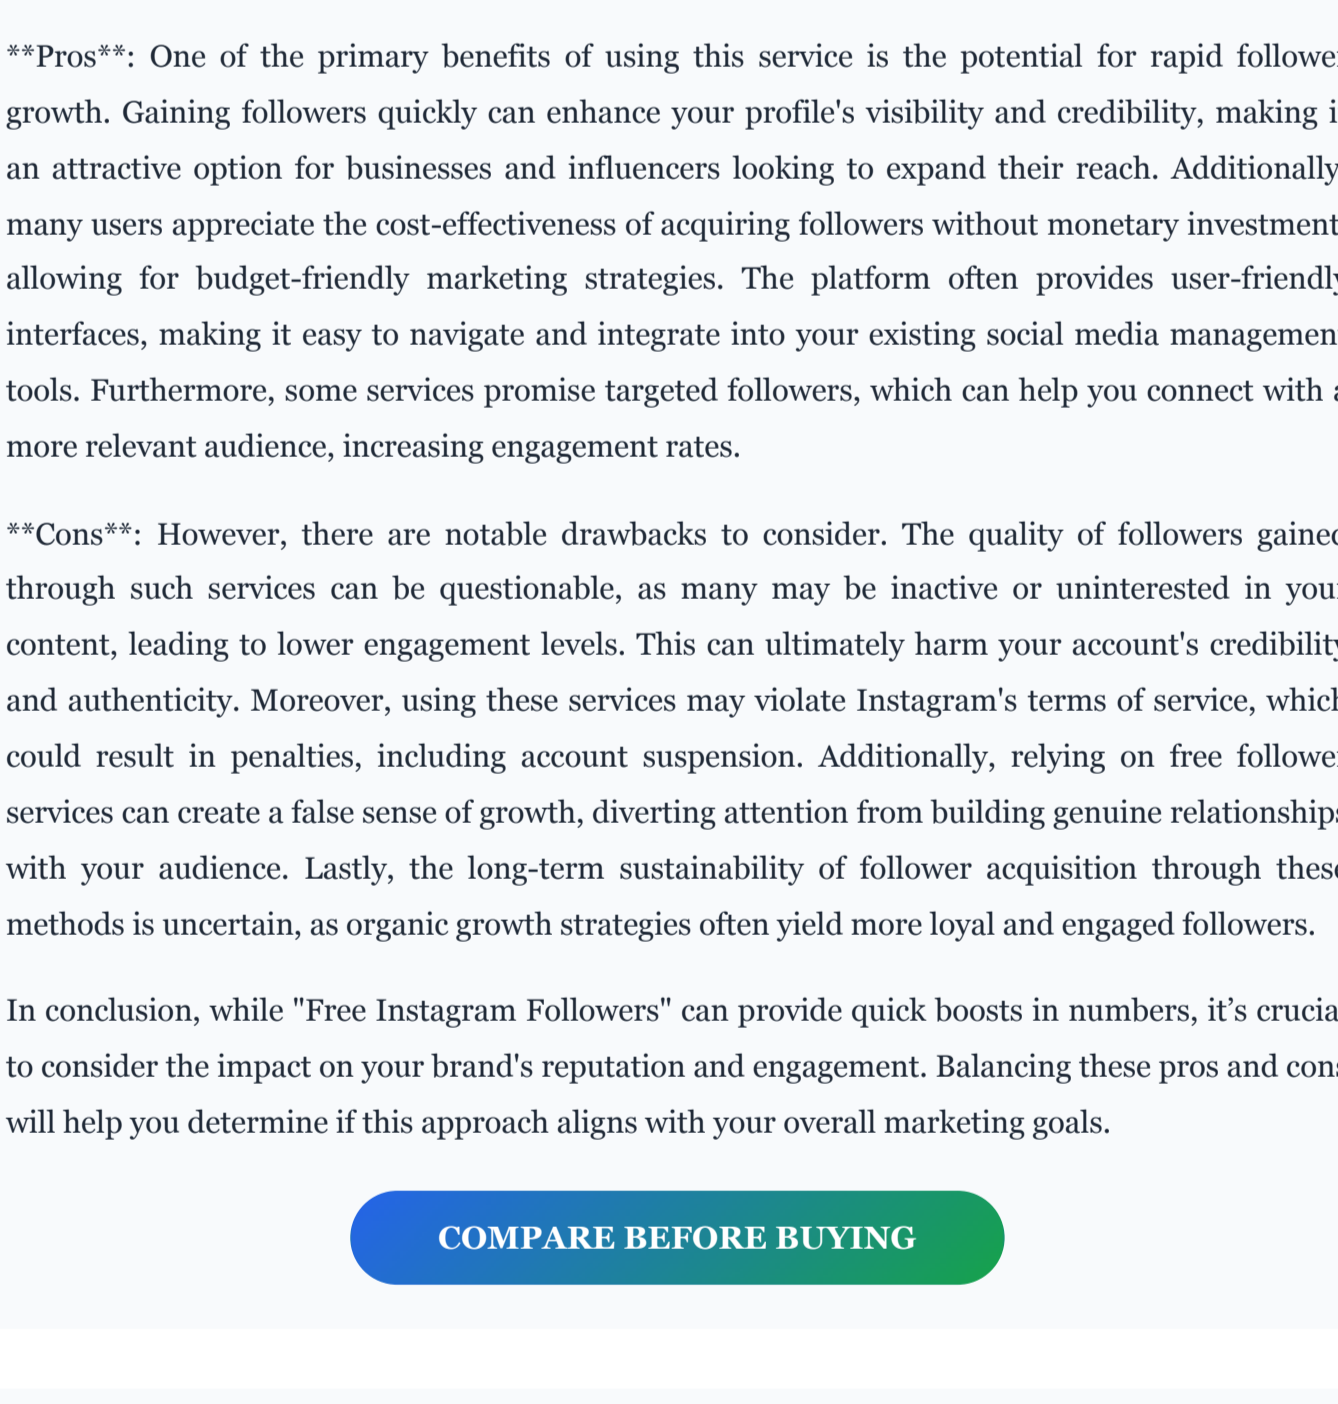 **Pros**: One of the primary benefits of using this service is the potential for rapid follower
growth. Gaining followers quickly can enhance your profile's visibility and credibility, making i
an attractive option for businesses and influencers looking to expand their reach. Additionally
many users appreciate the cost-effectiveness of acquiring followers without monetary investment
allowing for budget-friendly marketing strategies. The platform often provides user-friendly
interfaces, making it easy to navigate and integrate into your existing social media managemen
tools. Furthermore, some services promise targeted followers, which can help you connect with a
more relevant audience, increasing engagement rates.
**Cons**: However, there are notable drawbacks to consider. The quality of followers gained
through such services can be questionable, as many may be inactive or uninterested in your
content, leading to lower engagement levels. This can ultimately harm your account's credibility
and authenticity. Moreover, using these services may violate Instagram's terms of service, which
could result in penalties, including account suspension. Additionally, relying on free follower
services can create a false sense of growth, diverting attention from building genuine relationships
with your audience. Lastly, the long-term sustainability of follower acquisition through these
methods is uncertain, as organic growth strategies often yield more loyal and engaged followers.
In conclusion, while "Free Instagram Followers" can provide quick boosts in numbers, it’s crucia
to consider the impact on your brand's reputation and engagement. Balancing these pros and cons
will help you determine if this approach aligns with your overall marketing goals.
COMPARE BEFORE BUYING